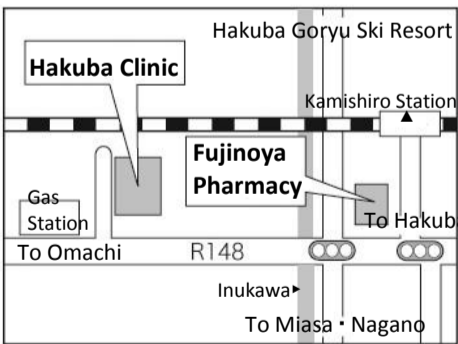 Hakuba Goryu Ski Resort
Hakuba Clinic
Kamishiro Station
Fujinoya
Pharmacy
Gas
Station
To Hakub
To Omachi
R148
Inukawa
To Miasa・Nagano